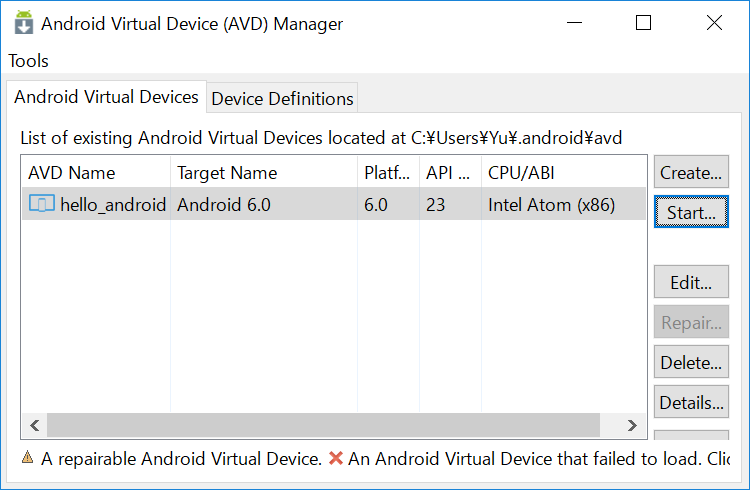 Android Virtual Device (AVD) Manager
Tools
Android Virtual Devices
Device Definitions
List of existing Android Virtual Devices located at C:¥Users¥Yu¥.android¥avd
AVD Name Target Name Platf... API ... CPU/ABI
hello_android Android 6.0 6.0 23 Intel Atom (x86)
Create...
Start...
Edit...
Repair...
Delete...
Details...
A repairable Android Virtual Device. An Android Virtual Device that failed to load.